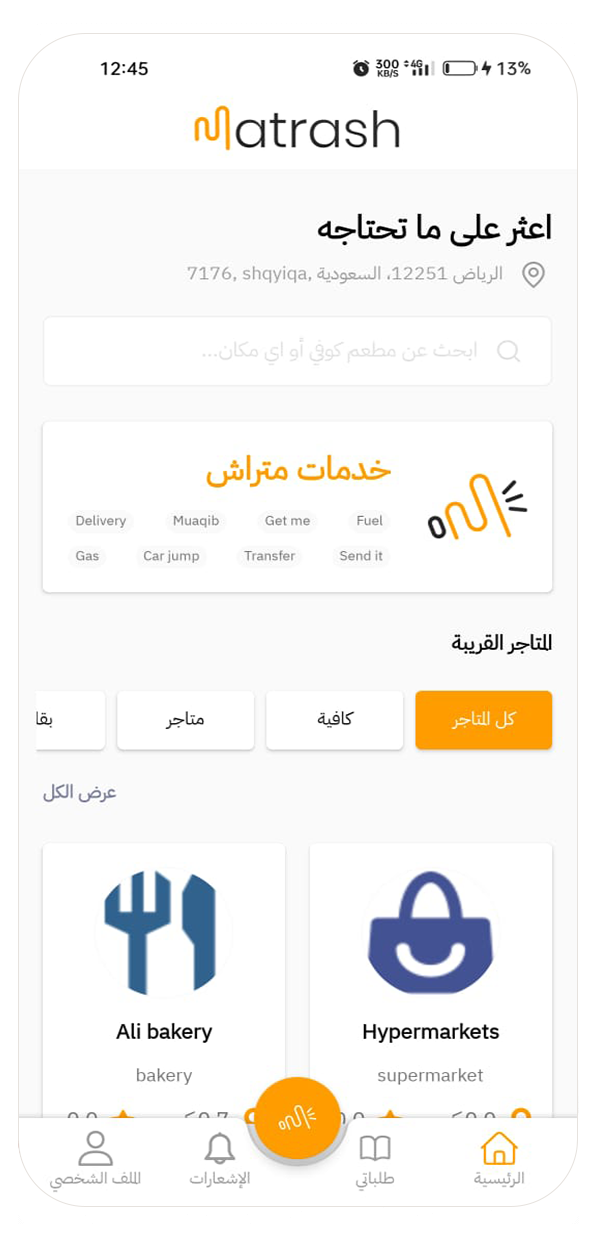 12:45 300 KB/S 4G 13%
Matrash
اعثر على ما تحتاجه
الرياض 12251، السعودية ,7176, shqyiqa
ابحث عن مطعم كوفي أو اي مكان...
خدمات متراش
Delivery Muaqib Get me Fuel
Gas Car jump Transfer Send it
المتاجر القريبة
كل المتاجر كافية متاجر بقا
عرض الكل
Hypermarkets Ali bakery
supermarket bakery
الرئيسية طلباتي الإشعارات الملف الشخصي